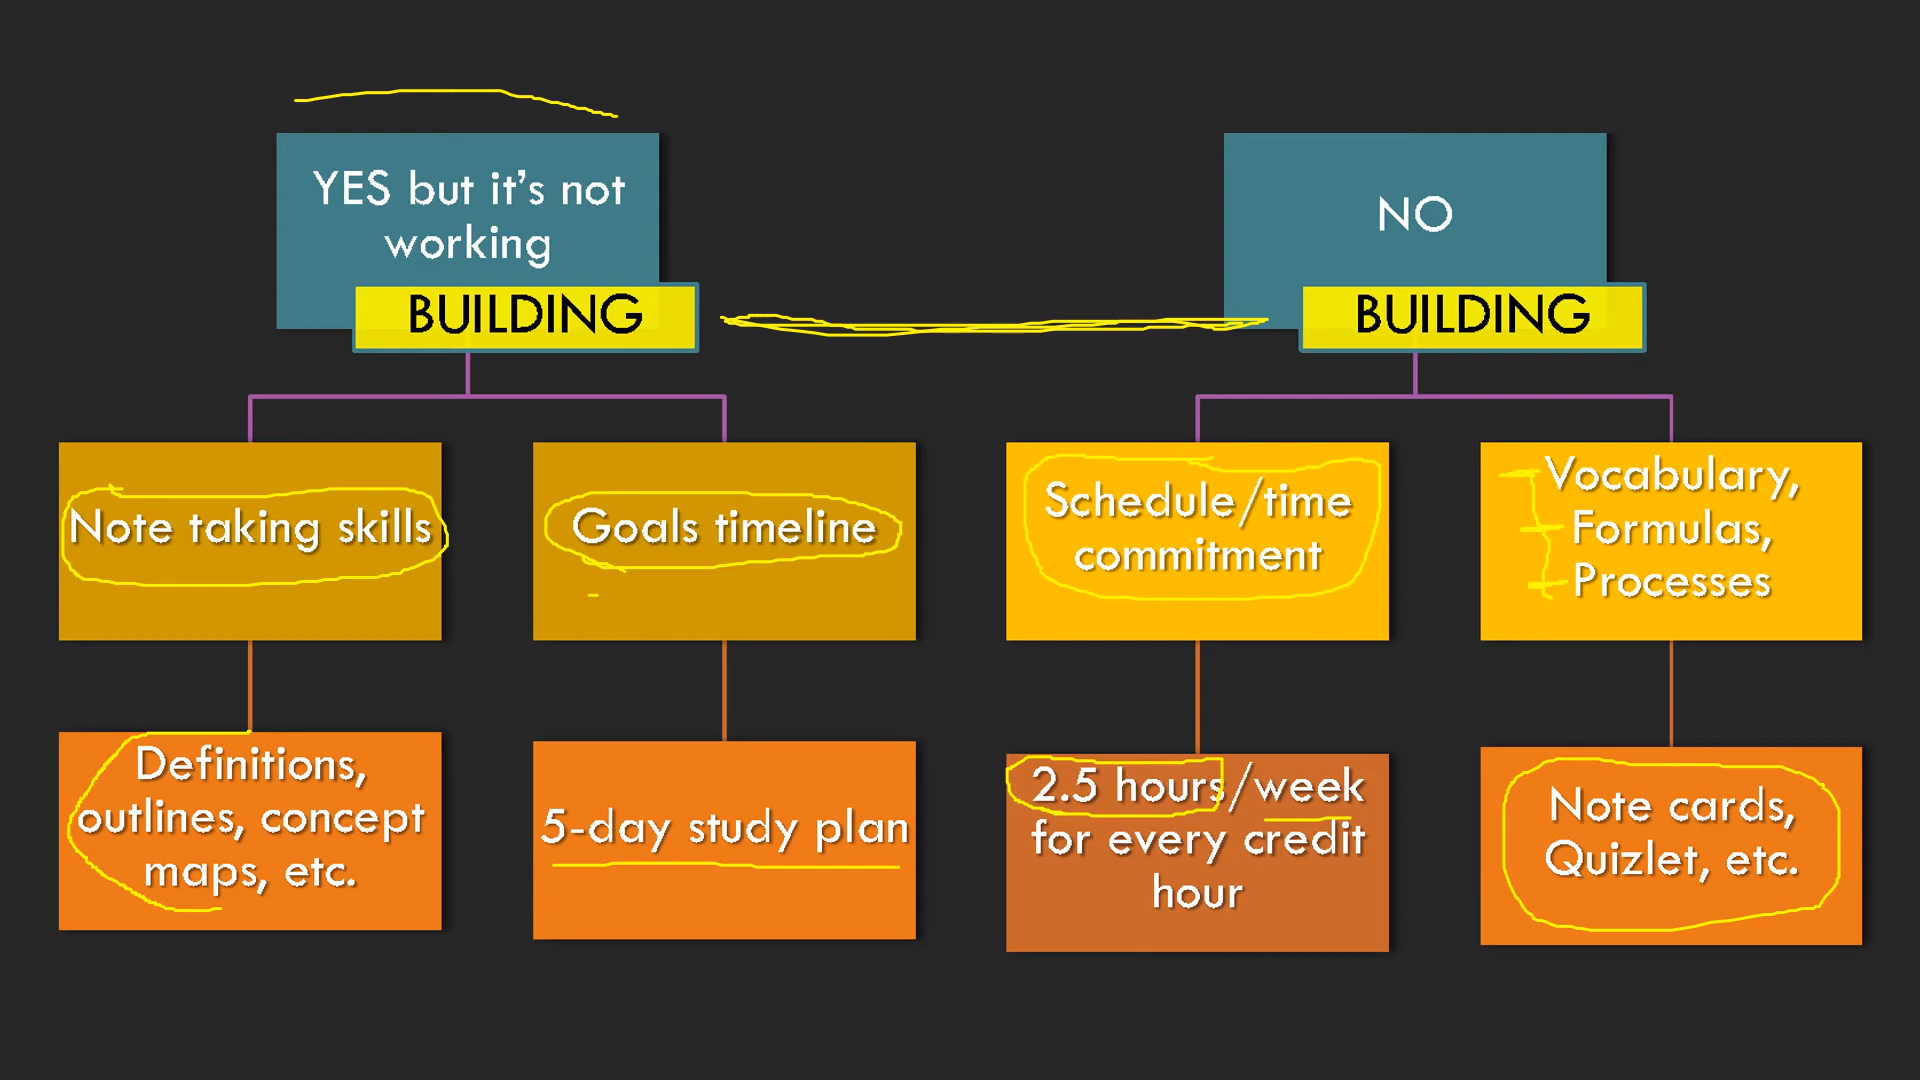 YES but it's not
working
BUILDING
NO
BUILDING
Note taking skills
Goals timeline
Schedule/time
commitment
Vocabulary,
Formulas,
Processes
Definitions,
outlines, concept
maps, etc.
5-day study plan
2.5 hours/week
for every credit
hour
Note cards,
Quizlet, etc.